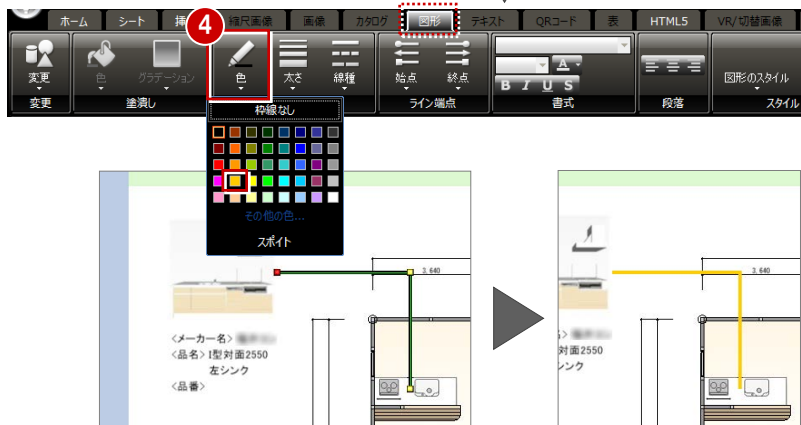 ホーム シート 挿 縮尺画像 画像 カタログ 図形 テキスト QRコード 表 HTML5 VR/切替画像
4
変更 色 グラデーション 色 太さ 線種 始点 終点 A B I U S 図形のスタイル
変更 塗潰し ライン端点 書式 段落 スタイル
枠線なし
その他の色...
スポイト
3,640
3,640
<メーカー名>
<品名> I型対面2550
左シンク
<品番>
>
対面2550
シンク